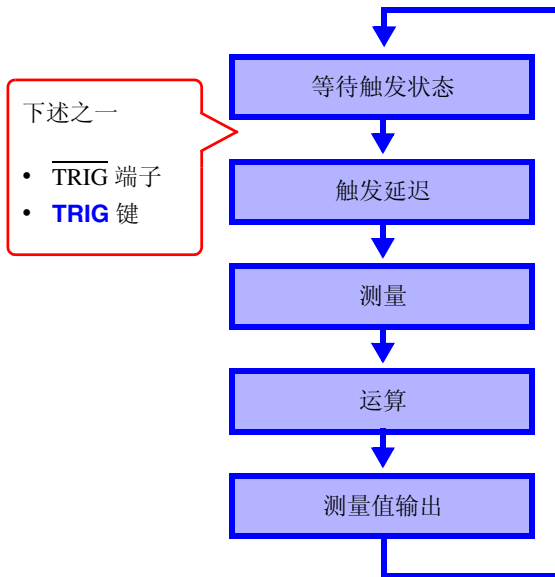 等待触发状态
下述之一
• T̅R̅I̅G̅ 端子
• TRIG 键
触发延迟
测量
运算
测量值输出